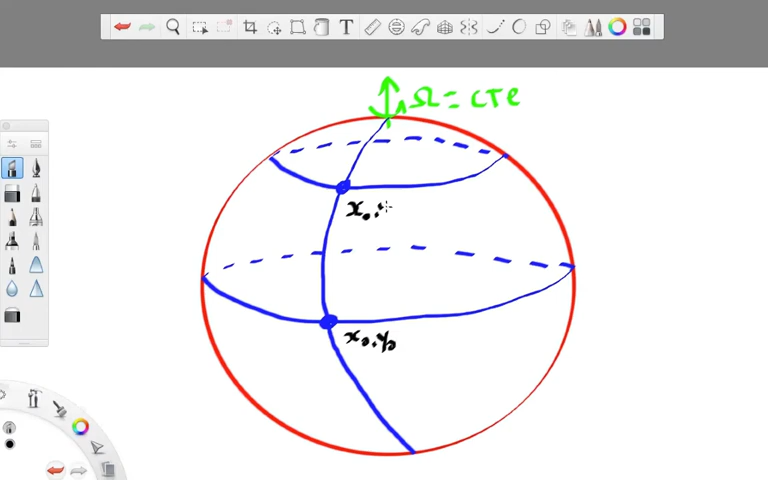 Ω = cTe
x₀,
x₀,y₀